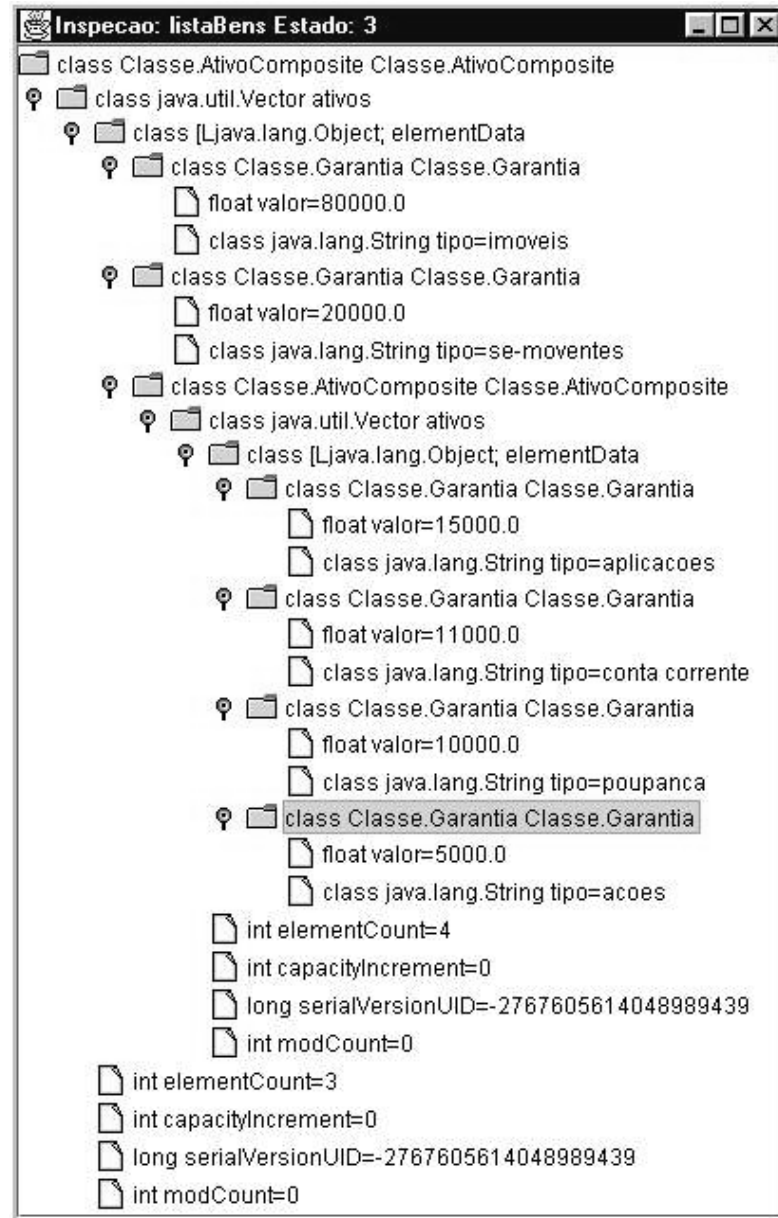 Inspecao: listaBens Estado: 3
class Classe.AtivoComposite Classe.AtivoComposite
class java.util.Vector ativos
class [Ljava.lang.Object; elementData
class Classe.Garantia Classe.Garantia
float valor=80000.0
class java.lang.String tipo=imoveis
class Classe.Garantia Classe.Garantia
float valor=20000.0
class java.lang.String tipo=se-moventes
class Classe.AtivoComposite Classe.AtivoComposite
class java.util.Vector ativos
class [Ljava.lang.Object; elementData
class Classe.Garantia Classe.Garantia
float valor=15000.0
class java.lang.String tipo=aplicacoes
class Classe.Garantia Classe.Garantia
float valor=11000.0
class java.lang.String tipo=conta corrente
class Classe.Garantia Classe.Garantia
float valor=10000.0
class java.lang.String tipo=poupanca
class Classe.Garantia Classe.Garantia
float valor=5000.0
class java.lang.String tipo=acoes
int elementCount=4
int capacityIncrement=0
long serialVersionUID=-2767605614048989439
int modCount=0
int elementCount=3
int capacityIncrement=0
long serialVersionUID=-2767605614048989439
int modCount=0